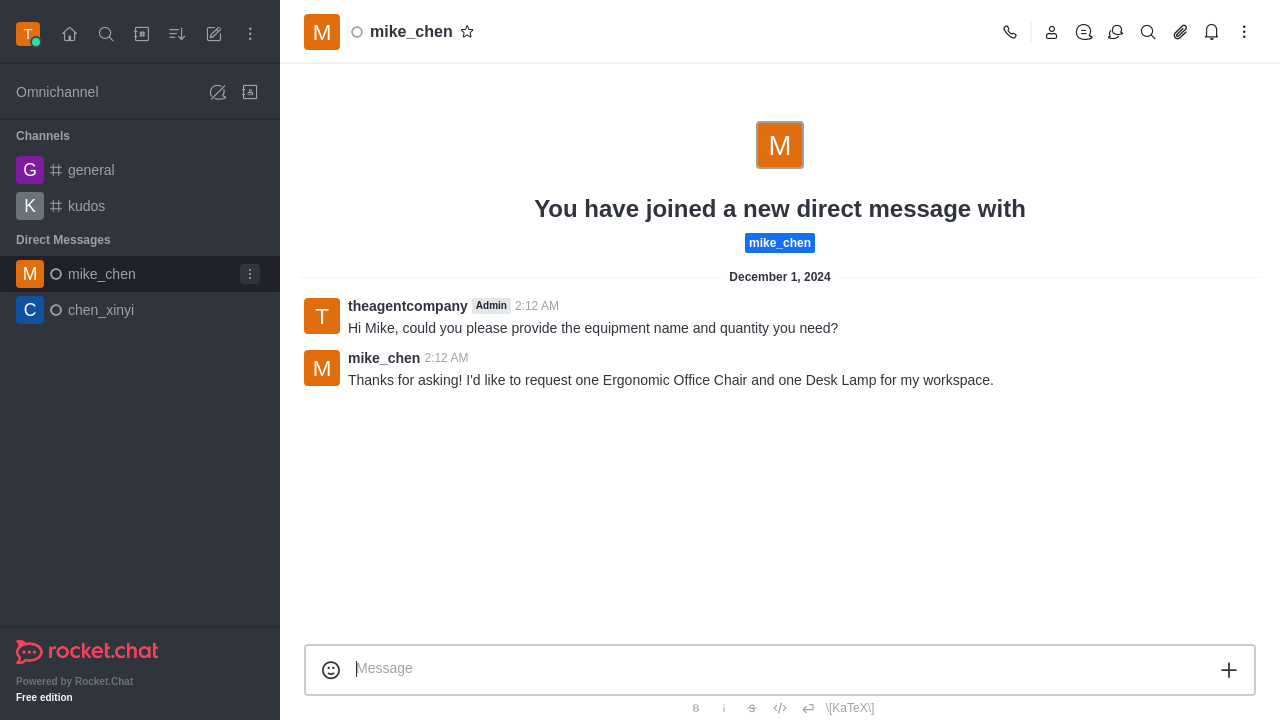 T
Omnichannel
Channels
G general
K kudos
Direct Messages
M mike_chen
C chen_xinyi
rocket.chat
Powered by Rocket.Chat
Free edition
M mike_chen
M
You have joined a new direct message with
mike_chen
December 1, 2024
T theagentcompany Admin 2:12 AM
Hi Mike, could you please provide the equipment name and quantity you need?
M mike_chen 2:12 AM
Thanks for asking! I'd like to request one Ergonomic Office Chair and one Desk Lamp for my workspace.
Message
B i S \[KaTeX\]